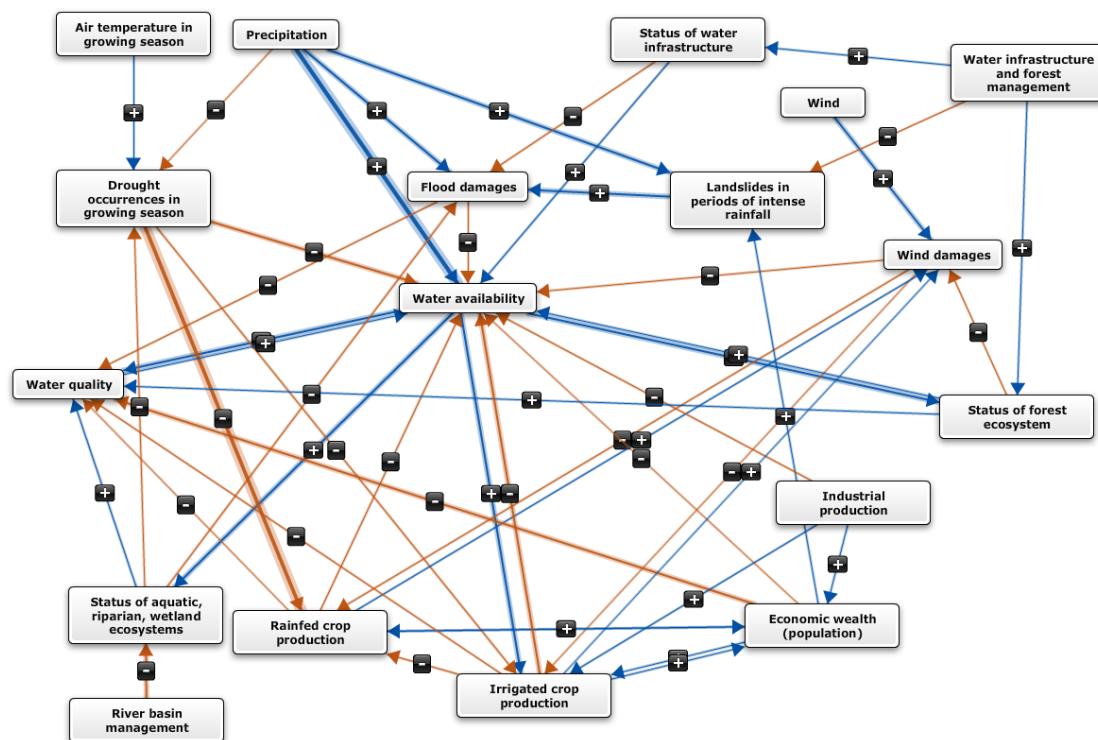 Air temperature in
growing season
Precipitation
Status of water
infrastructure
Water infrastructure
and forest
management
Wind
+
-
+
+
-
+
-
+
Drought
occurrences in
growing season
Flood damages
+
Landslides in
periods of intense
rainfall
+
+
+
-
-
-
Wind damages
-
Water availability
+
+
-
Water quality
+
-
-
+
-
+
Status of forest
ecosystem
-
+
-
-
+
-
-
+
-
+
+
-
-
-
Industrial
production
-
+
+
Status of aquatic,
riparian, wetland
ecosystems
Rainfed crop
production
+
Economic wealth
(population)
-
-
+
River basin
management
Irrigated crop
production